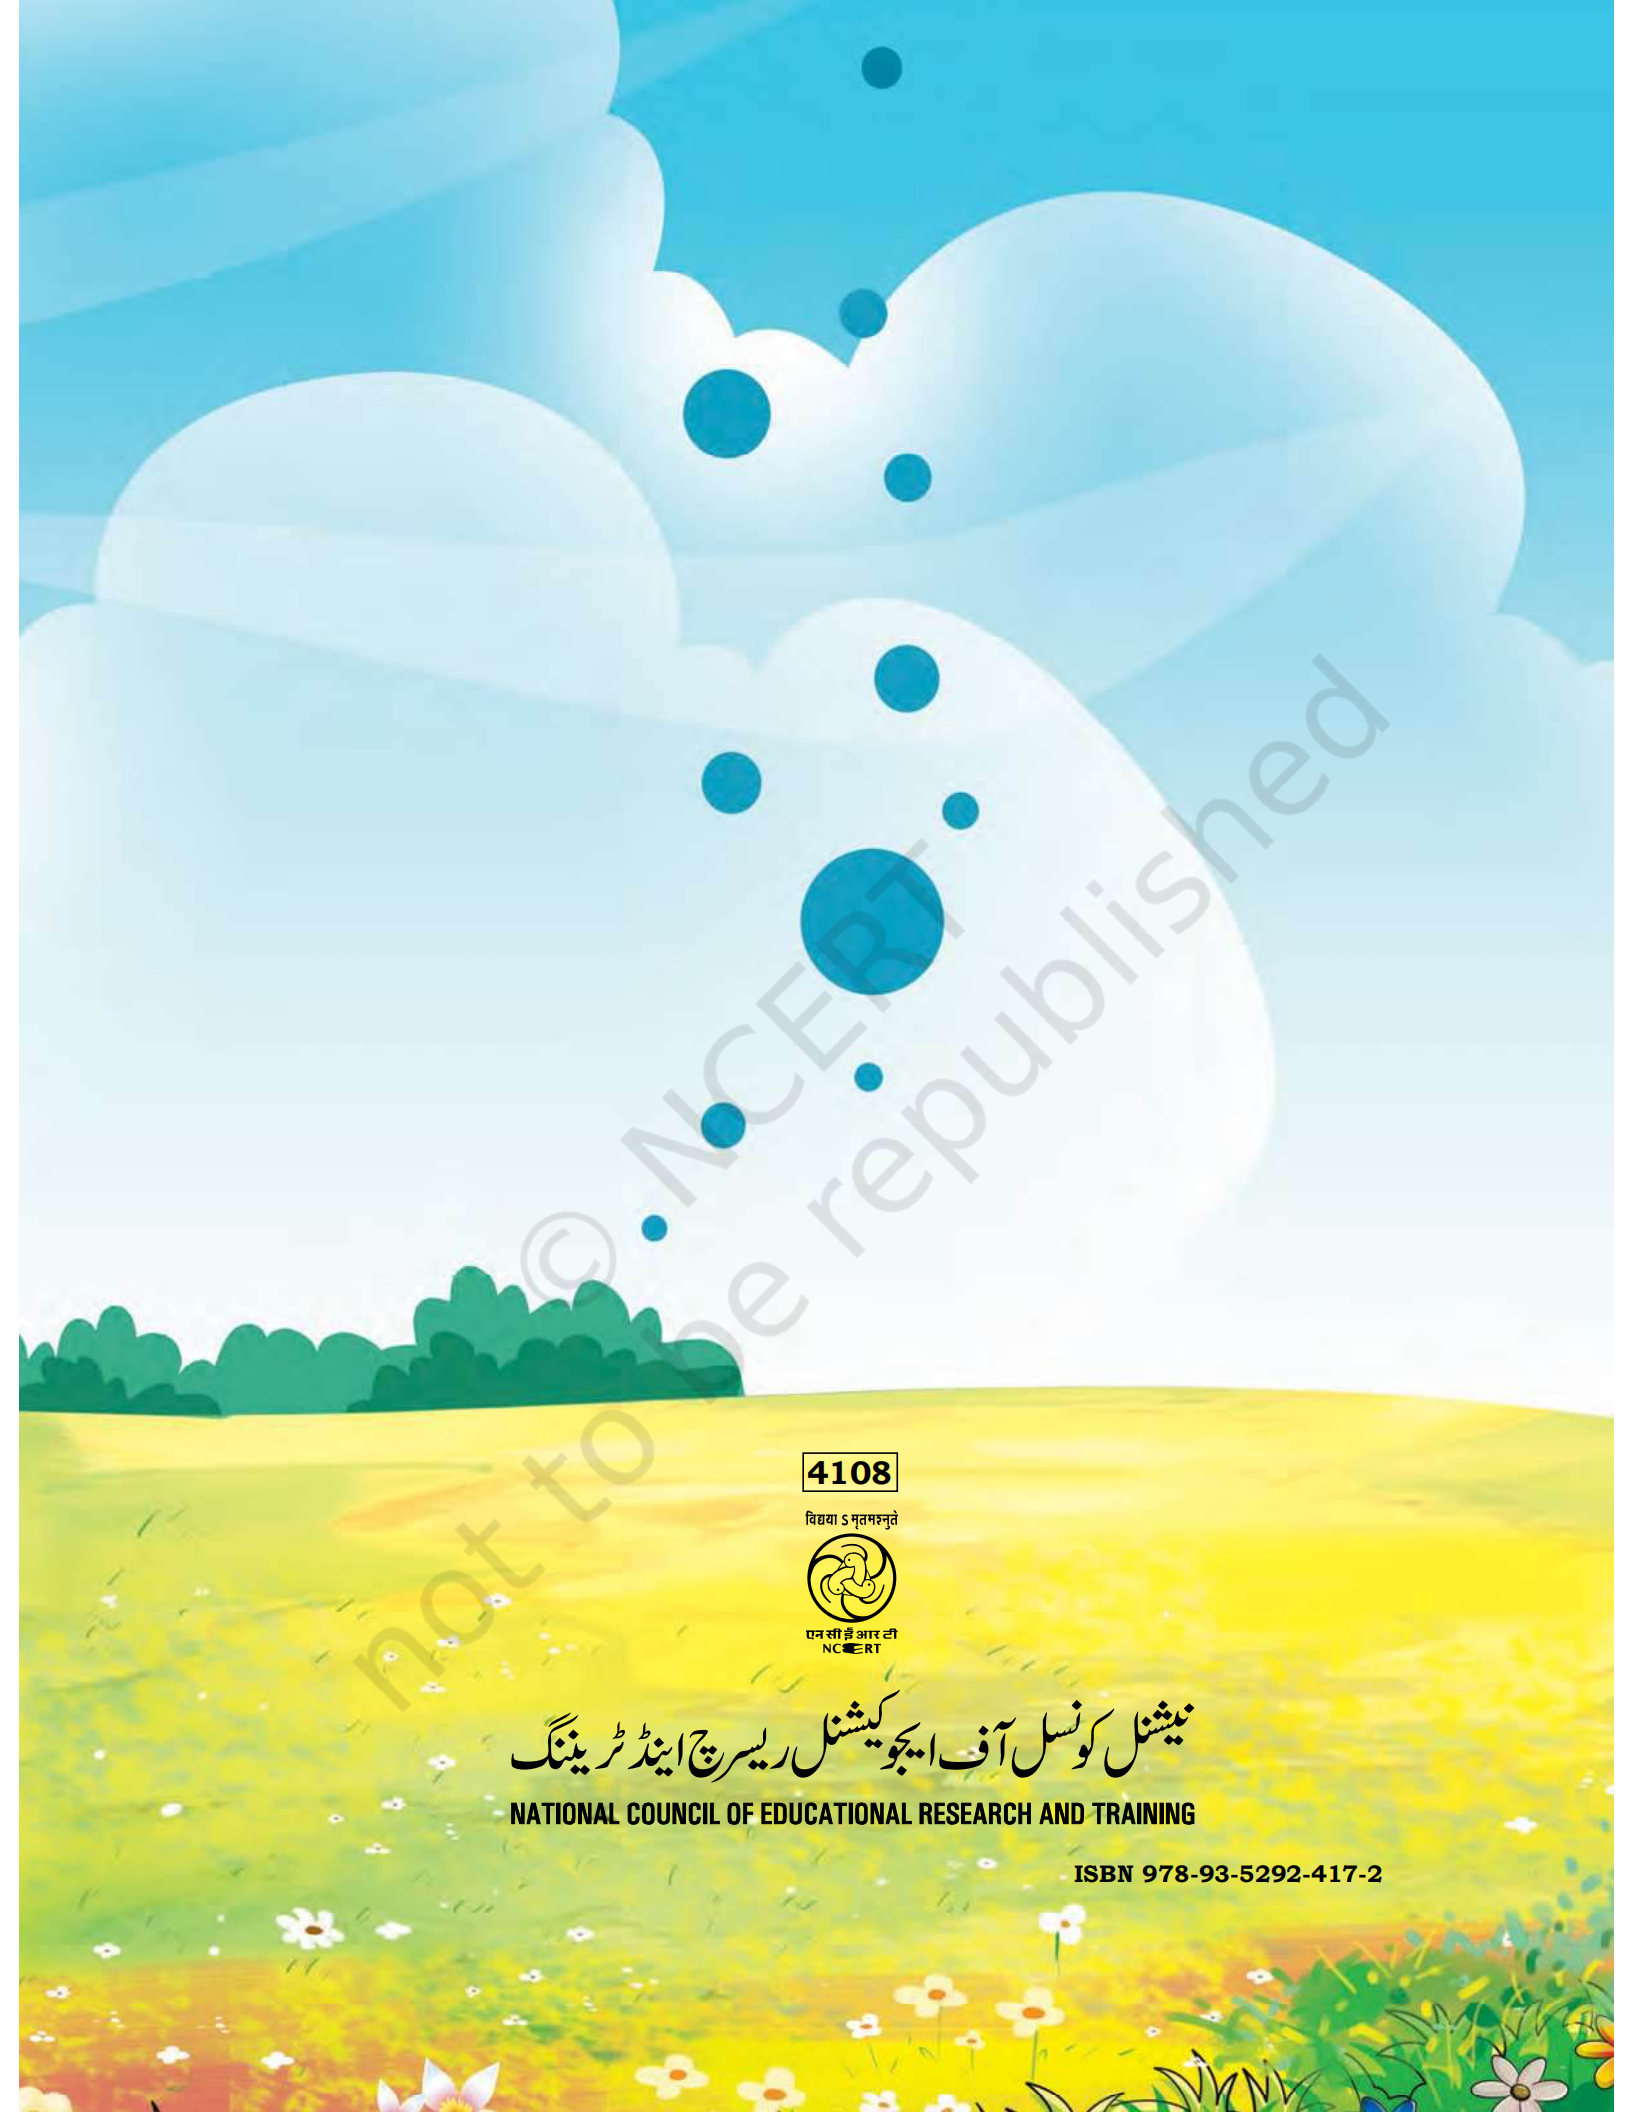 © NCERT
not to be republished
4108
विद्यया ऽ मृतमश्नुते
एन सी ई आर टी
NCERT
نیشنل کونسل آف ایجوکیشنل ریسرچ اینڈ ٹریننگ
NATIONAL COUNCIL OF EDUCATIONAL RESEARCH AND TRAINING
ISBN 978-93-5292-417-2